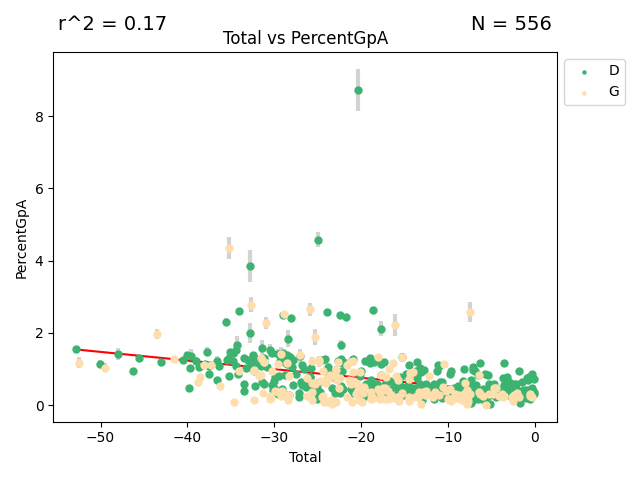 r^2 = 0.17
N = 556
Total vs PercentGpA
D
G
PercentGpA
8
6
4
2
0
−50
−40
−30
−20
−10
0
Total